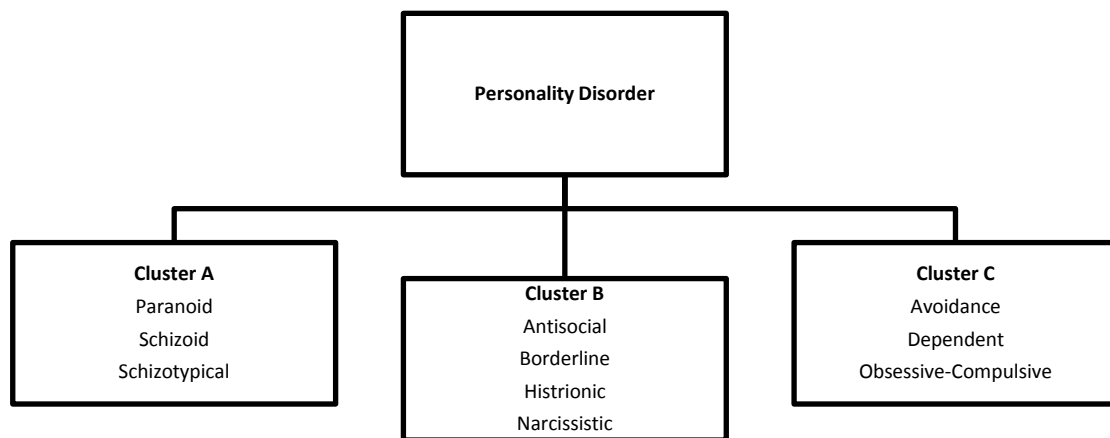 Personality Disorder
Cluster A
Paranoid
Schizoid
Schizotypical
Cluster B
Antisocial
Borderline
Histrionic
Narcissistic
Cluster C
Avoidance
Dependent
Obsessive-Compulsive